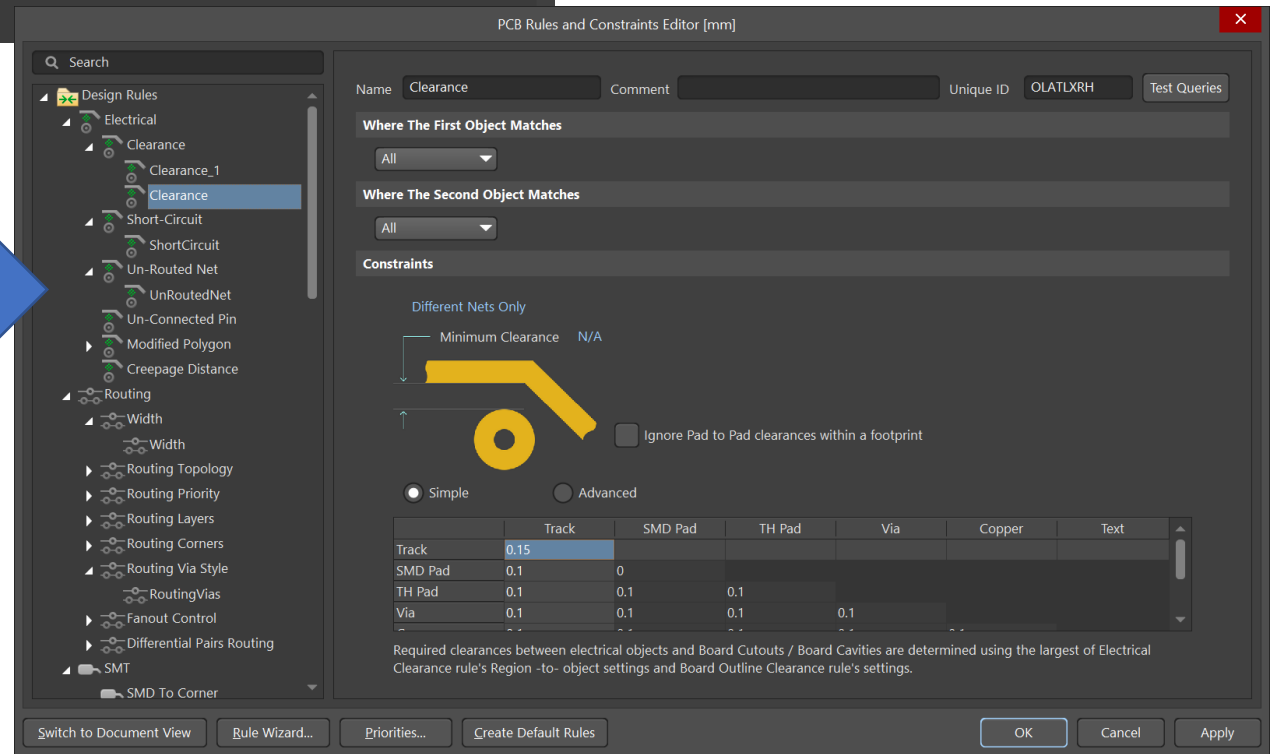 PCB Rules and Constraints Editor [mm]
Search
Design Rules
Electrical
Clearance
Clearance_1
Clearance
Short-Circuit
ShortCircuit
Un-Routed Net
UnRoutedNet
Un-Connected Pin
Modified Polygon
Creepage Distance
Routing
Width
Width
Routing Topology
Routing Priority
Routing Layers
Routing Corners
Routing Via Style
RoutingVias
Fanout Control
Differential Pairs Routing
SMT
SMD To Corner
Name Clearance Comment Unique ID OLATLXRH Test Queries
Where The First Object Matches
All
Where The Second Object Matches
All
Constraints
Different Nets Only
Minimum Clearance N/A
Ignore Pad to Pad clearances within a footprint
Simple Advanced
Track SMD Pad TH Pad Via Copper Text
Track 0.15
SMD Pad 0.1 0
TH Pad 0.1 0.1 0.1
Via 0.1 0.1 0.1 0.1
Required clearances between electrical objects and Board Cutouts / Board Cavities are determined using the largest of Electrical
Clearance rule's Region -to- object settings and Board Outline Clearance rule's settings.
Switch to Document View Rule Wizard... Priorities... Create Default Rules OK Cancel Apply